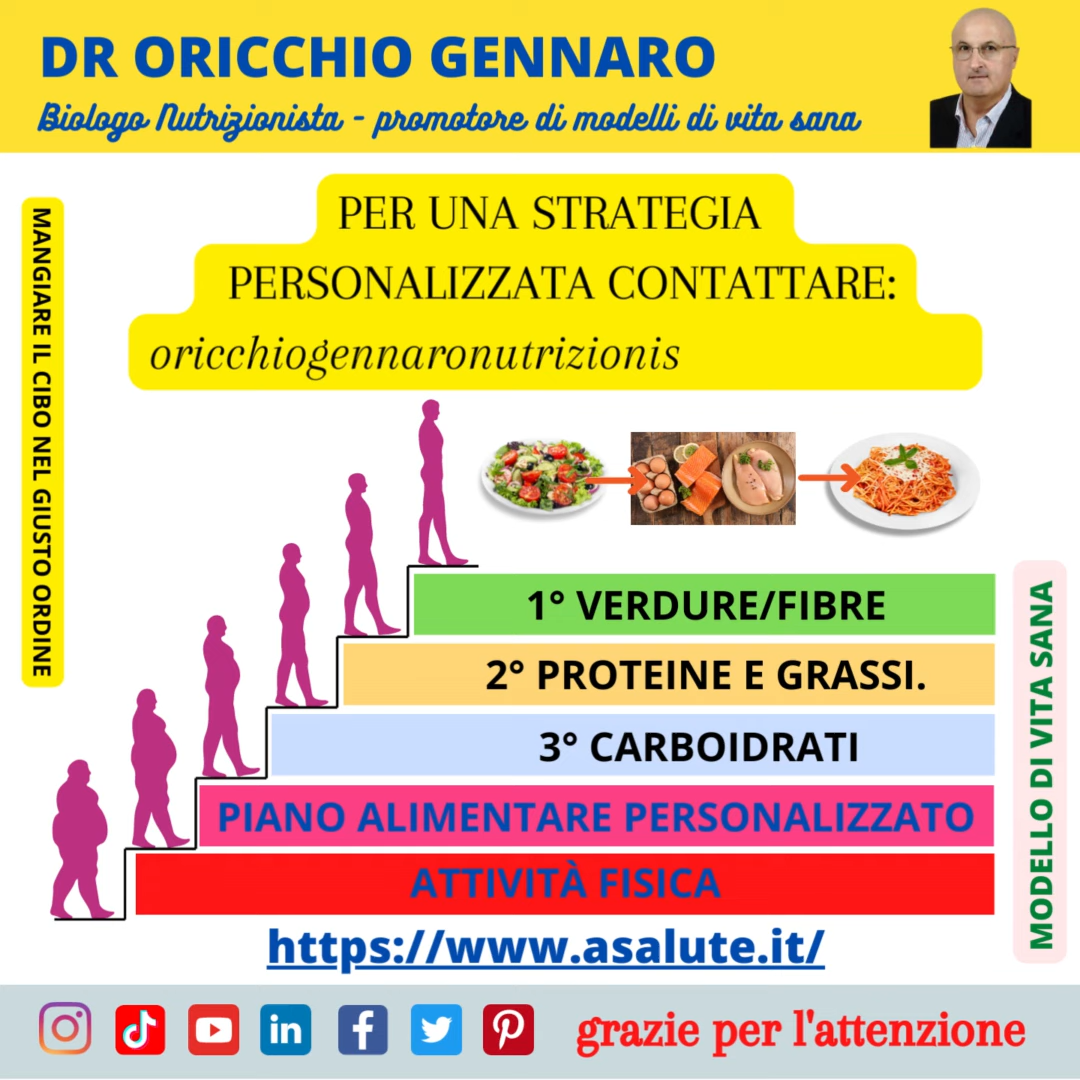 DR ORICCHIO GENNARO
Biologo Nutrizionista - promotore di modelli di vita sana
MANGIARE IL CIBO NEL GIUSTO ORDINE
PER UNA STRATEGIA
PERSONALIZZATA CONTATTARE:
oricchiogennaronutrizionis
1° VERDURE/FIBRE
2° PROTEINE E GRASSI.
3° CARBOIDRATI
PIANO ALIMENTARE PERSONALIZZATO
ATTIVITÀ FISICA
MODELLO DI VITA SANA
https://www.asalute.it/
in
grazie per l'attenzione